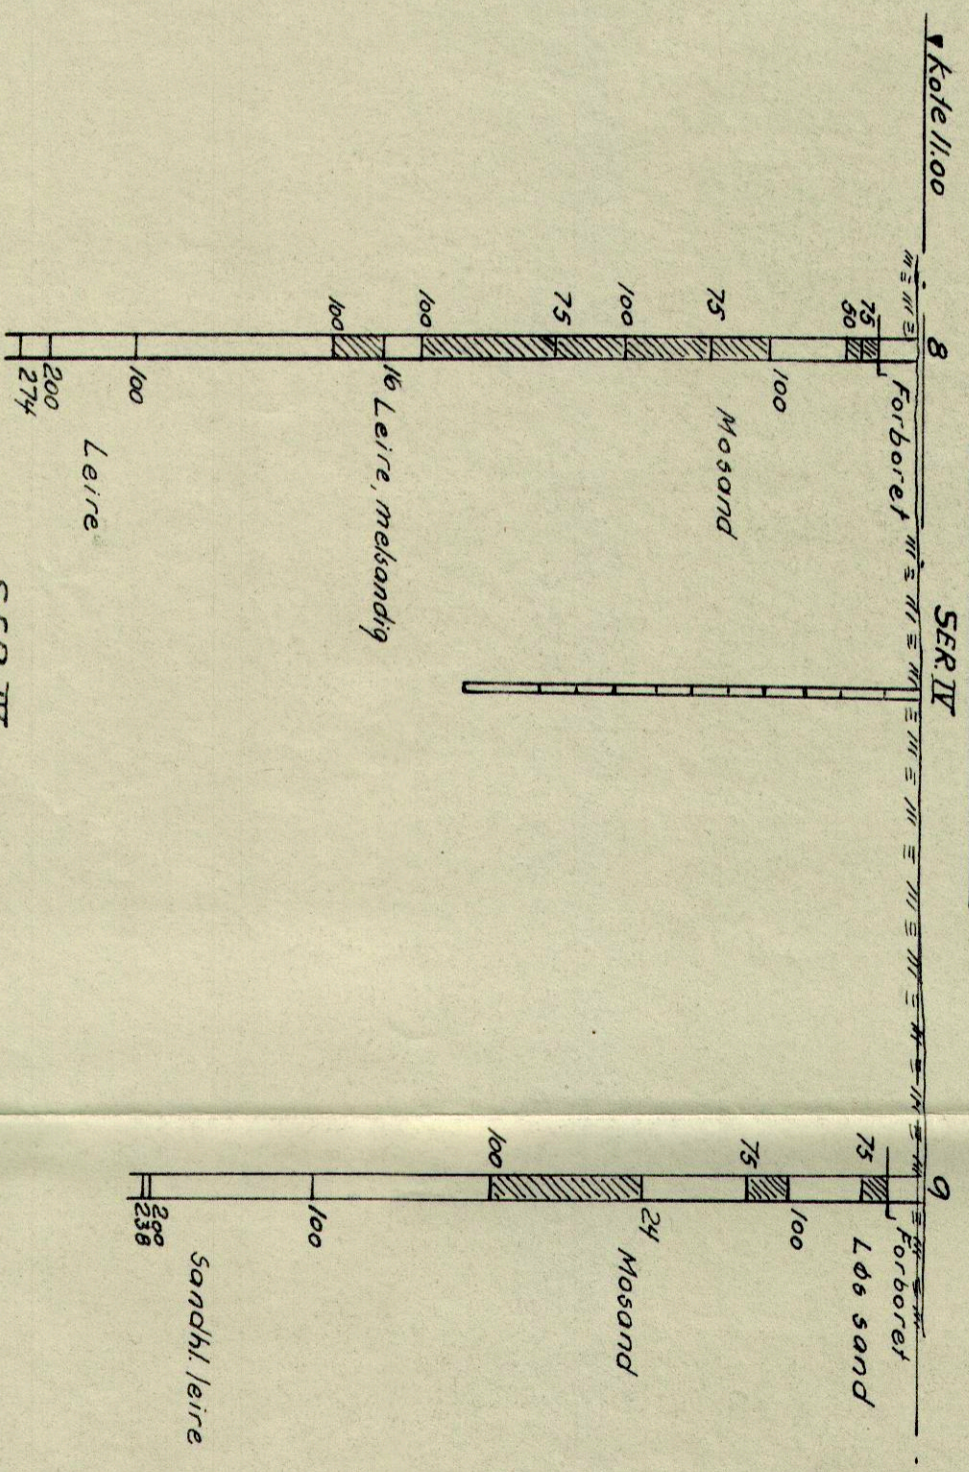 ▼ Kote 11.00
8
SER. IV
9
Forboret
75
50
100
Mosand
75
100
75
100
16 Leire, melsandig
100
100
Leire
200
274
Forboret
75
Løs sand
100
75
24
Mosand
100
100
Sandhl. leire
200
238